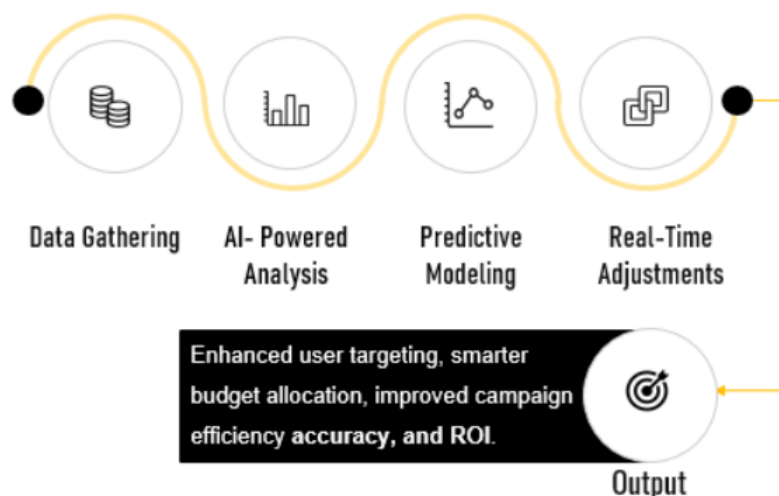 Data Gathering
AI- Powered
Analysis
Predictive
Modeling
Real-Time
Adjustments
Enhanced user targeting, smarter
budget allocation, improved campaign
efficiency accuracy, and ROI.
Output